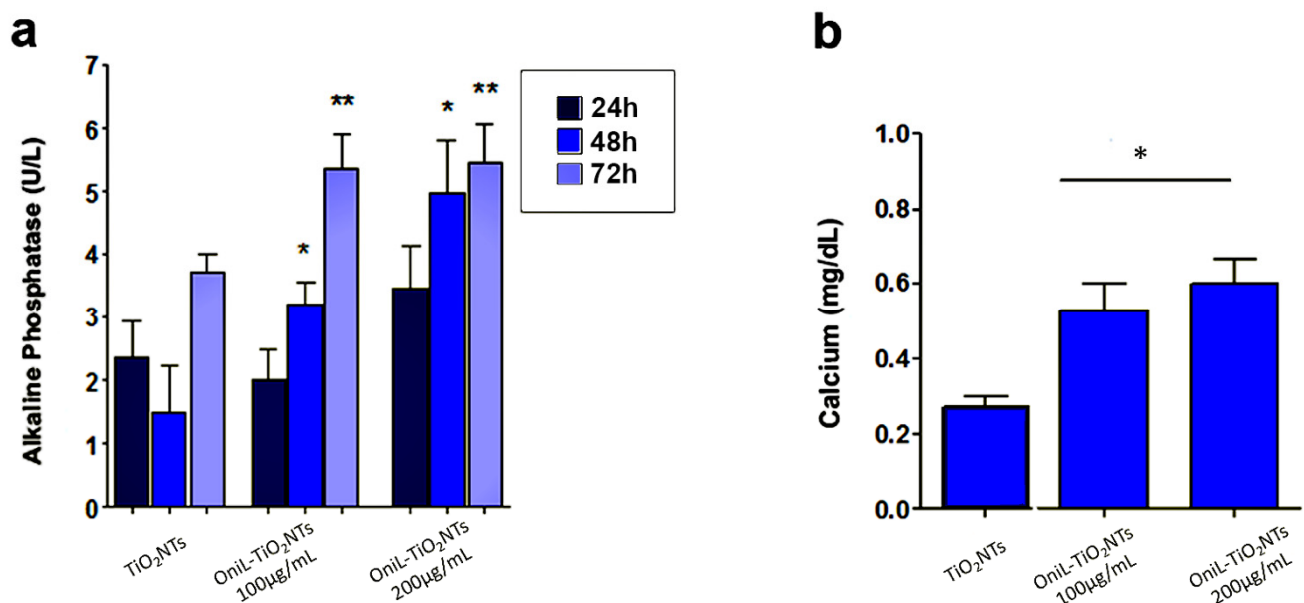 a
Alkaline Phosphatase (U/L)
7
6
5
4
3
2
1
0
*
**
*
**
24h
48h
72h
TiO₂NTs
OniL-TiO₂NTs
100µg/mL
OniL-TiO₂NTs
200µg/mL
b
Calcium (mg/dL)
1.0
0.8
0.6
0.4
0.2
0.0
*
TiO₂NTs
OniL-TiO₂NTs
100µg/mL
OniL-TiO₂NTs
200µg/mL